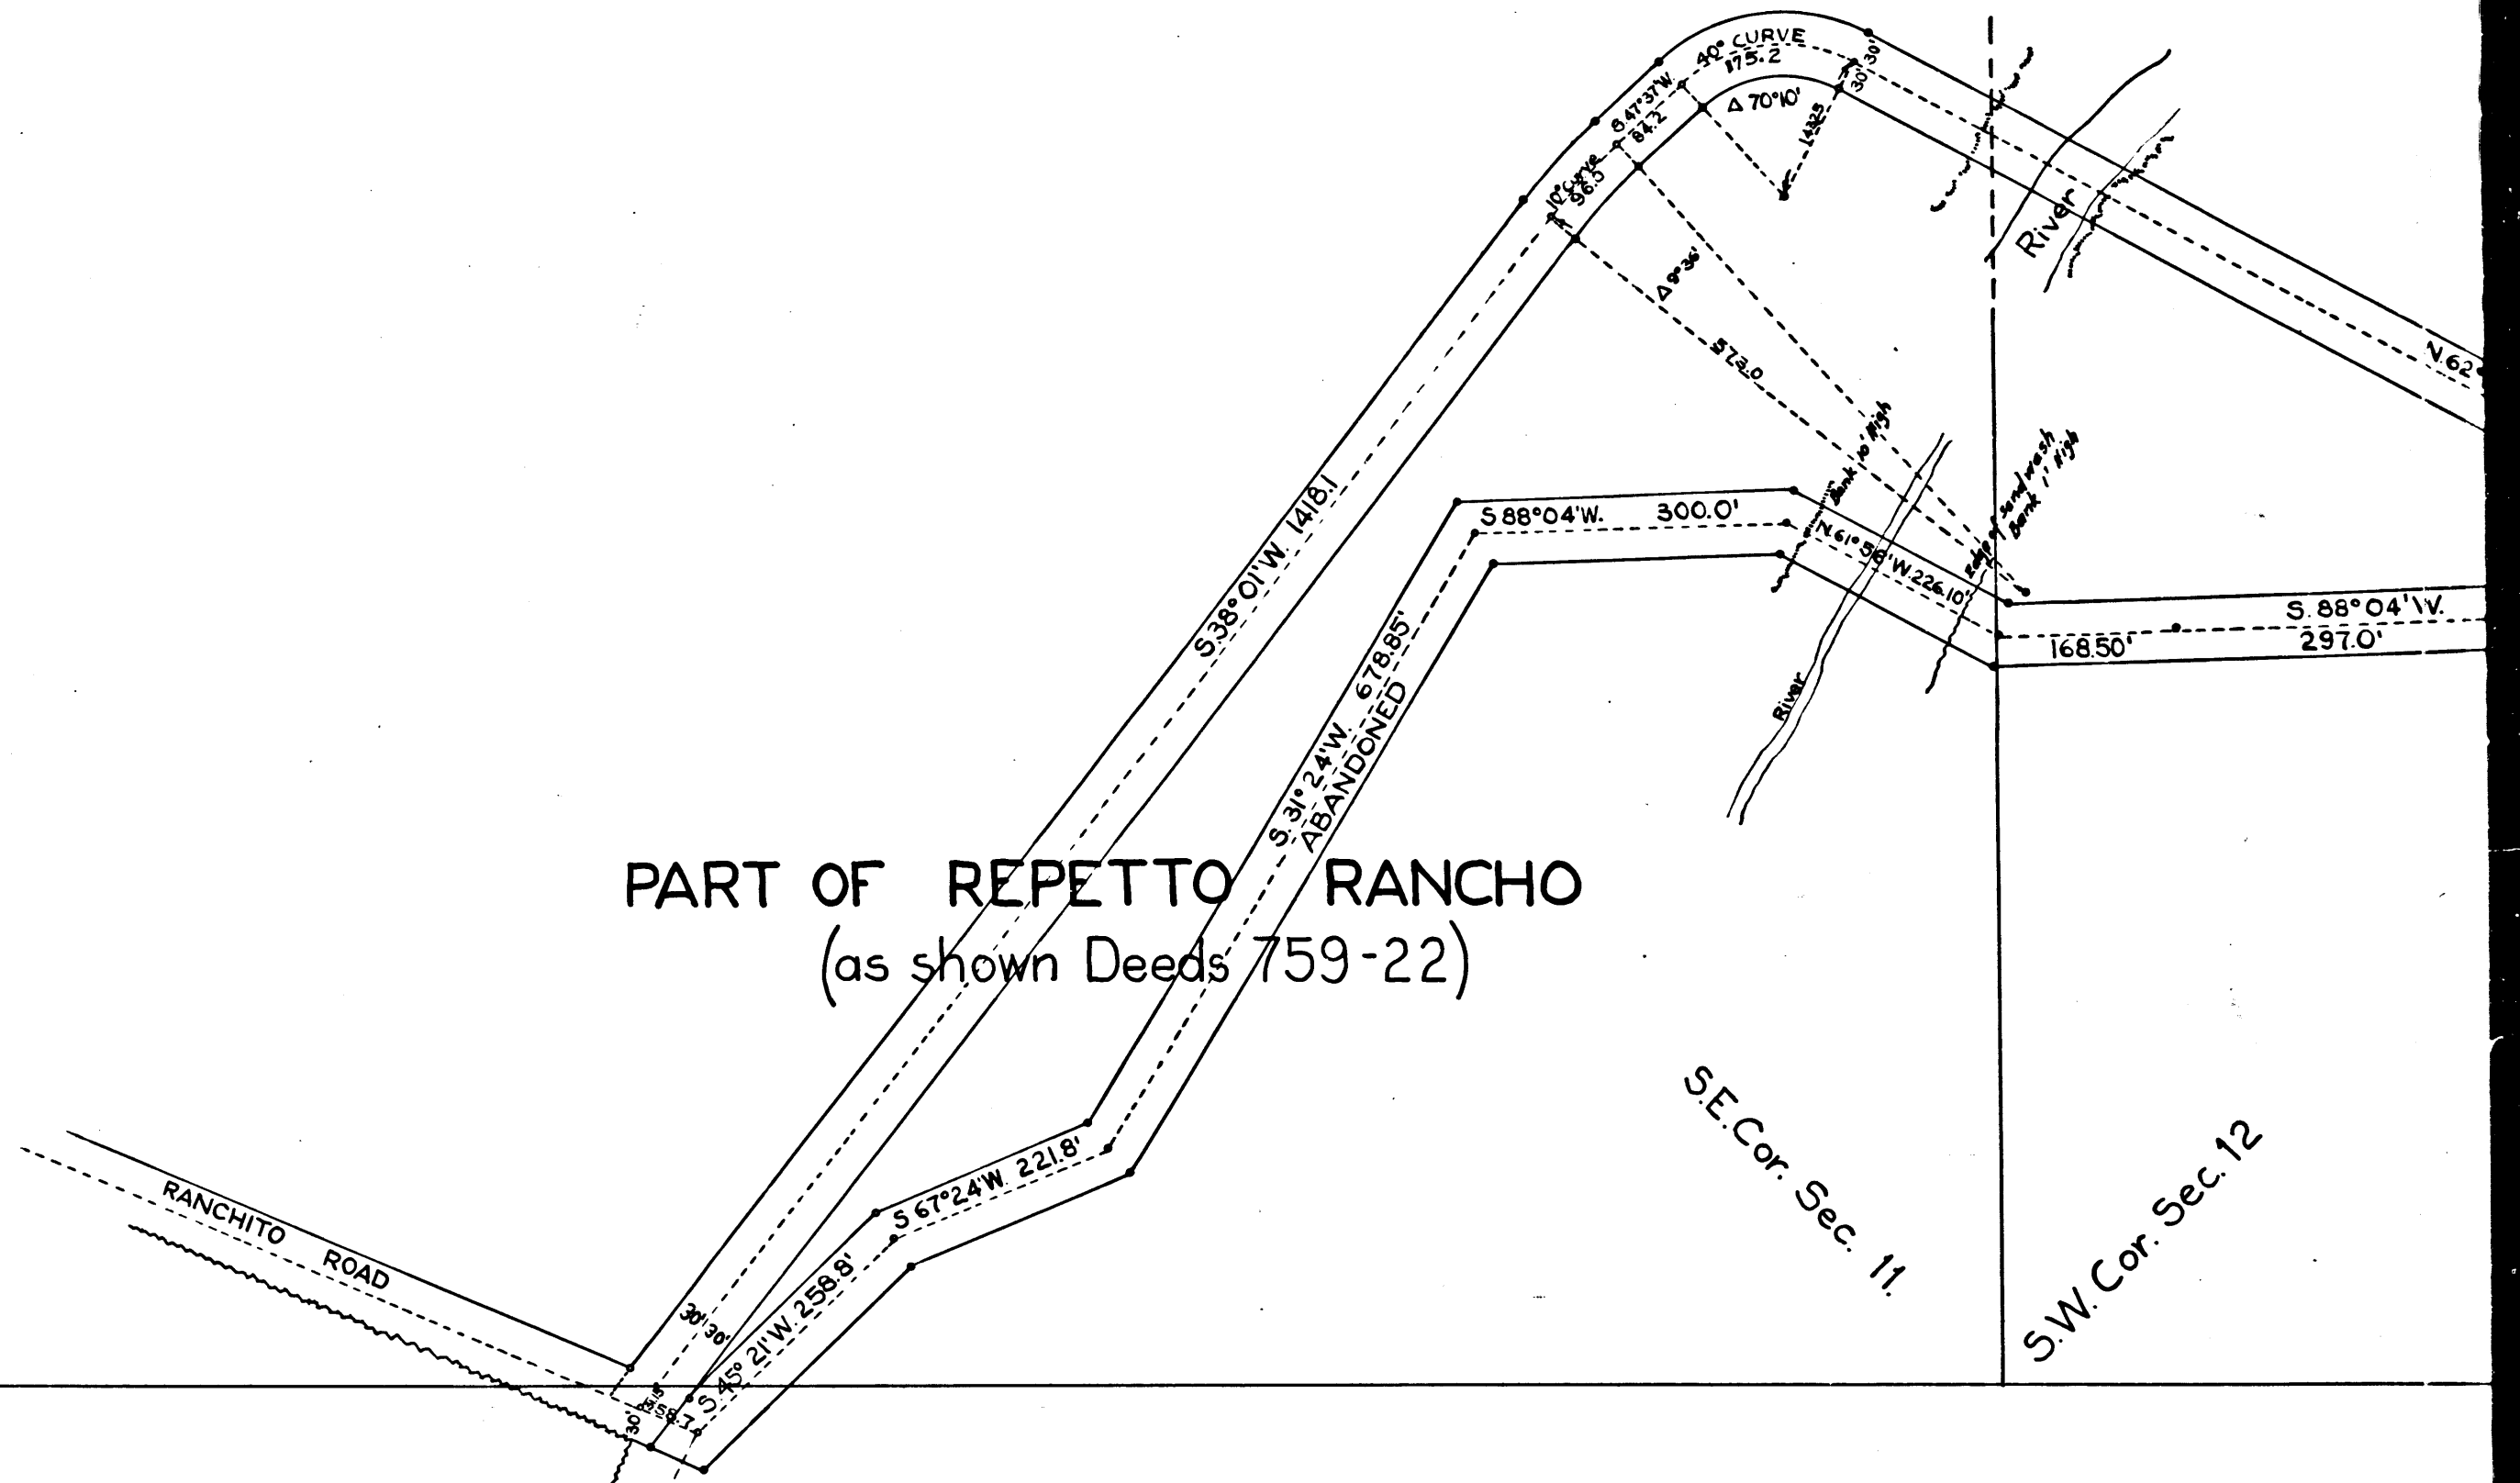 40° CURVE
175.2
30' 30'
Δ 70°10'
143.25
S.47°37'W.
84.2
10° Curve
96.5
River
Δ 9°36'
573.0
N.62
Bank 10' High
Sand wash
Bank 1' High
S 88°04'W. 300.0'
N.61°56'W. 226.10'
S. 88°04'W.
168.50' 297.0'
River
S.38°01'W. 1418.1
S. 31° 24'W. 678.85'
ABANDONED
PART OF REPETTO RANCHO
(as shown Deeds 759-22)
S.E. Cor. Sec. 11.
S.W. Cor. Sec. 12
S 67°24'W. 221.8'
S. 45° 21'W. 258.8'
RANCHITO ROAD
30' 30'
30'